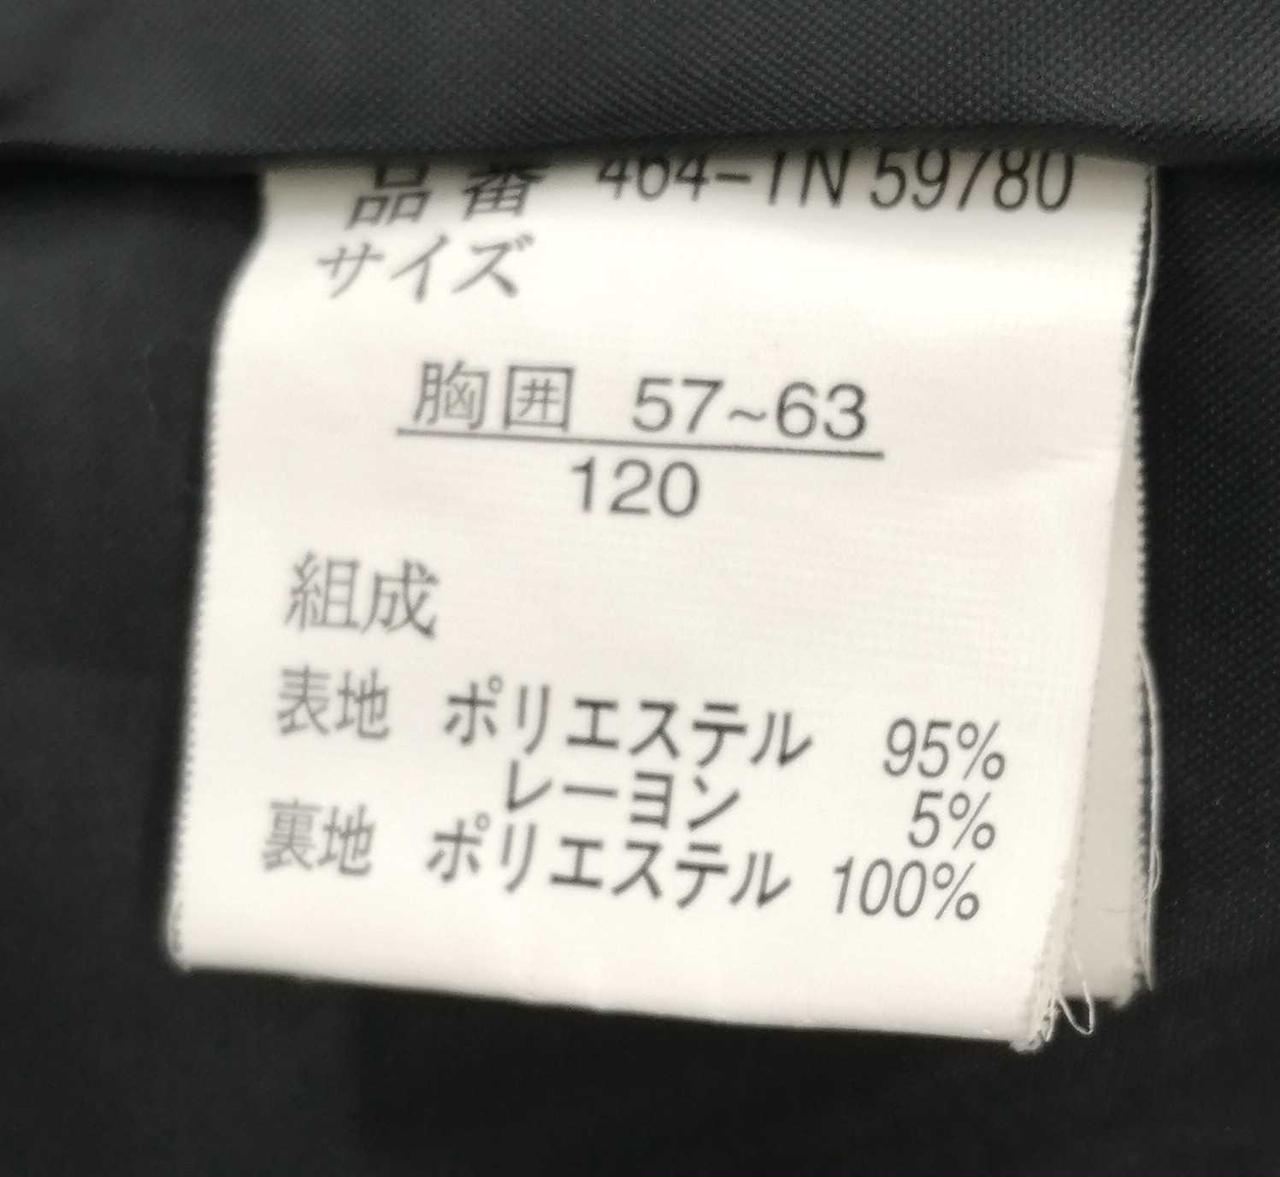 品番 464-TN 59780
サイズ
胸囲 57~63
120
組成
表地 ポリエステル 95%
レーヨン 5%
裏地 ポリエステル 100%